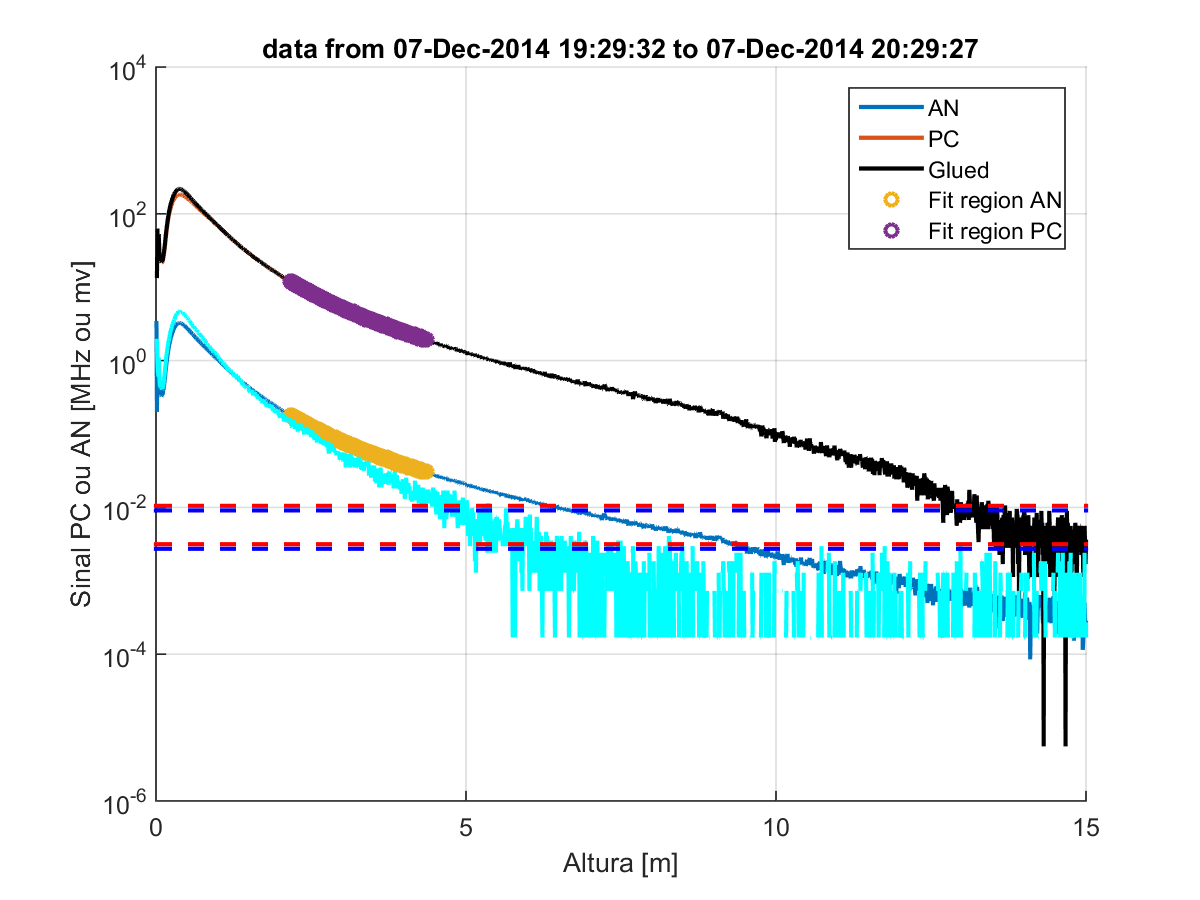 data from 07-Dec-2014 19:29:32 to 07-Dec-2014 20:29:27
AN
PC
Glued
Fit region AN
Fit region PC
Sinal PC ou AN [MHz ou mv]
10^4
10^2
10^0
10^-2
10^-4
10^-6
0 5 10 15
Altura [m]